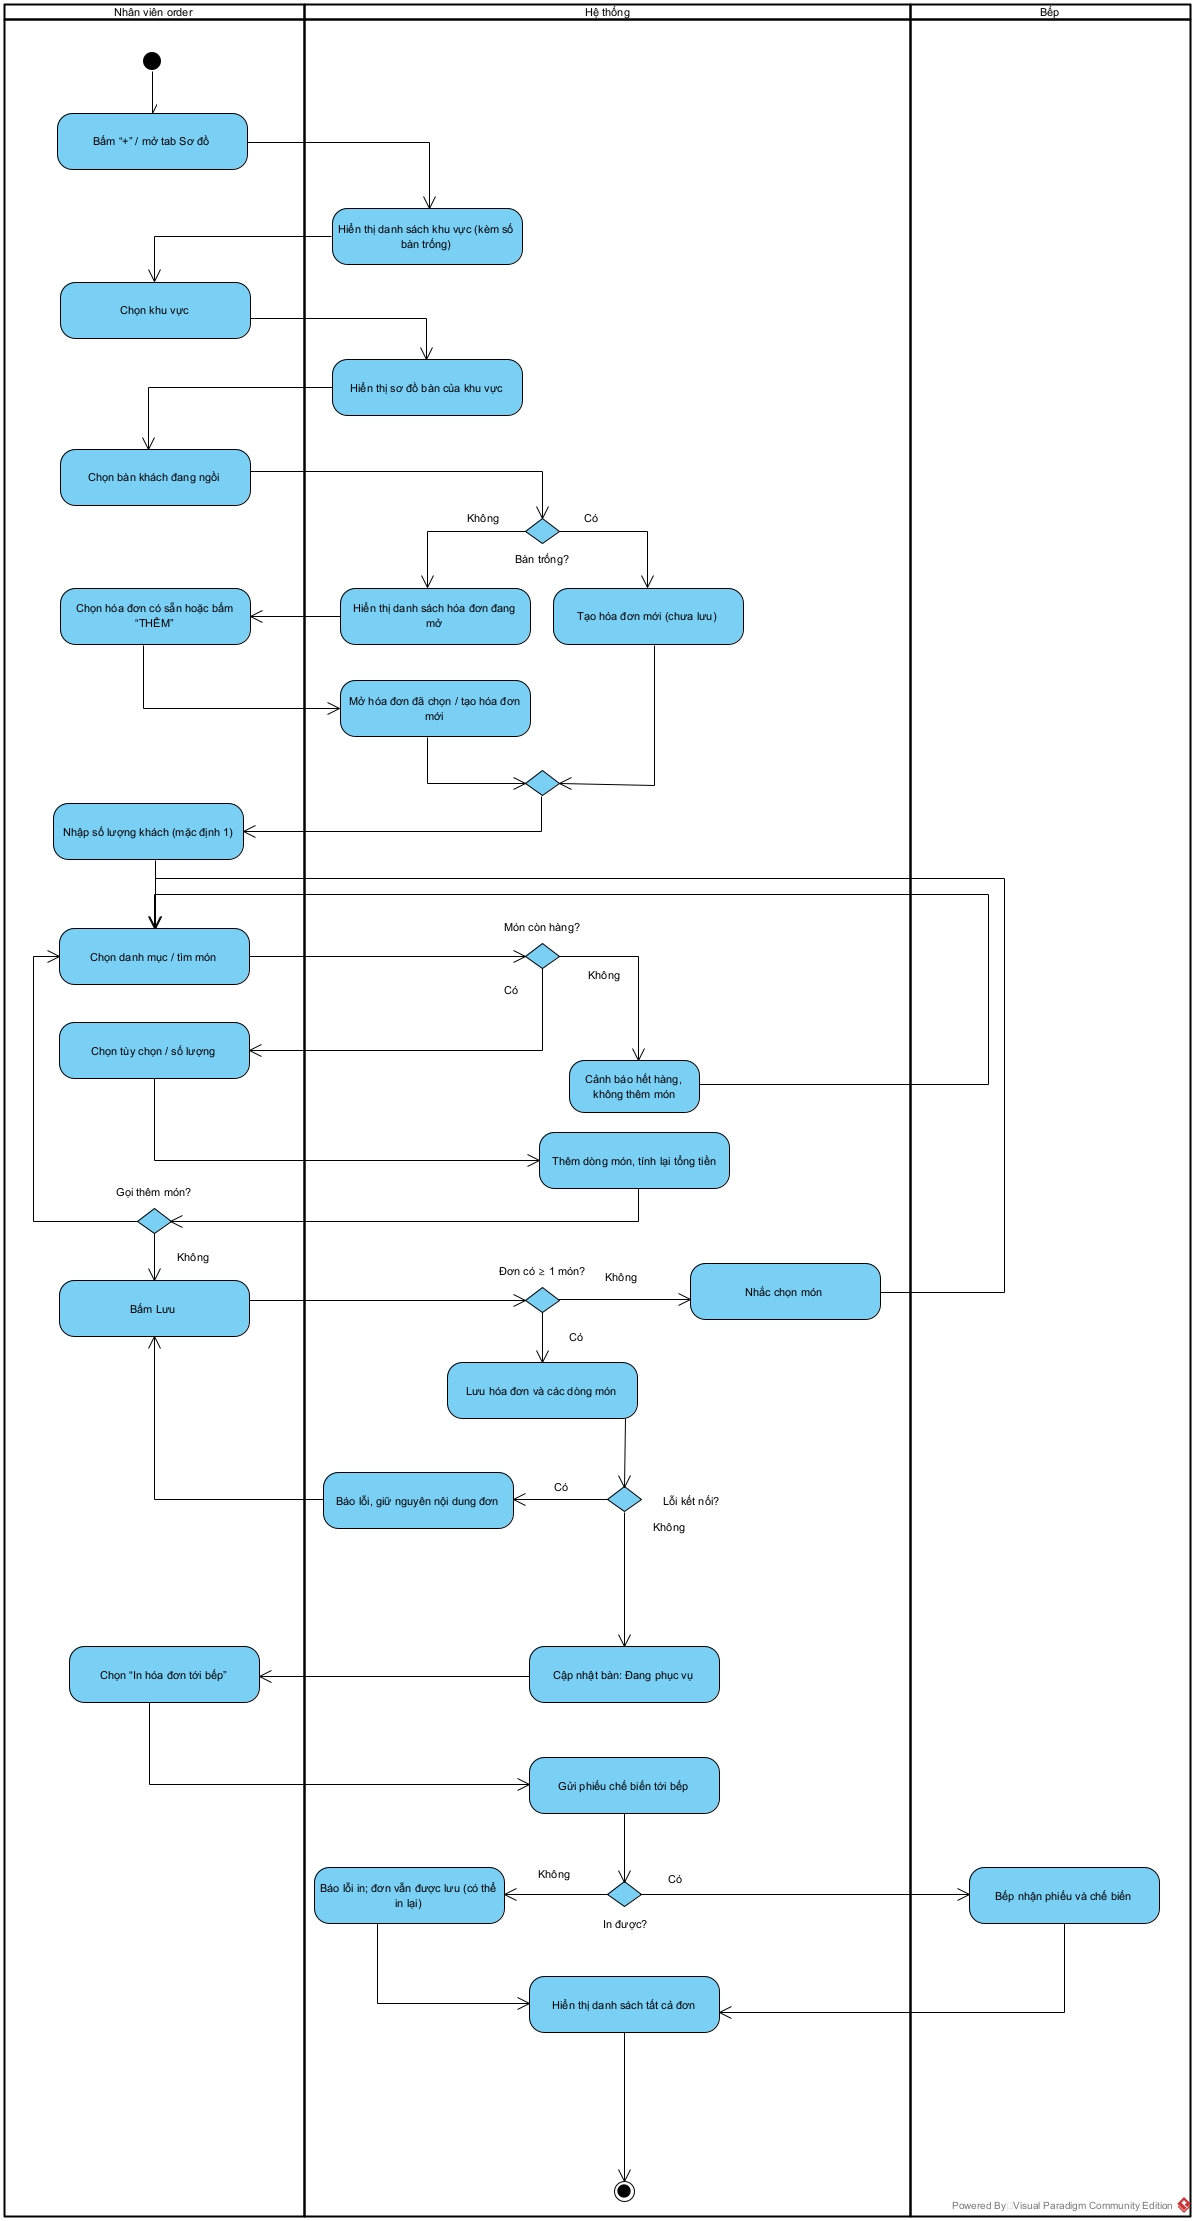 Nhân viên order
Hệ thống
Bếp
Bấm “+” / mở tab Sơ đồ
Hiển thị danh sách khu vực (kèm số
bàn trống)
Chọn khu vực
Hiển thị sơ đồ bàn của khu vực
Chọn bàn khách đang ngồi
Không
Có
Bàn trống?
Chọn hóa đơn có sẵn hoặc bấm
“THÊM”
Hiển thị danh sách hóa đơn đang
mở
Tạo hóa đơn mới (chưa lưu)
Mở hóa đơn đã chọn / tạo hóa đơn
mới
Nhập số lượng khách (mặc định 1)
Món còn hàng?
Chọn danh mục / tìm món
Không
Có
Chọn tùy chọn / số lượng
Cảnh báo hết hàng,
không thêm món
Thêm dòng món, tính lại tổng tiền
Gọi thêm món?
Không
Đơn có ≥ 1 món?
Không
Nhắc chọn món
Bấm Lưu
Có
Lưu hóa đơn và các dòng món
Có
Báo lỗi, giữ nguyên nội dung đơn
Lỗi kết nối?
Không
Chọn “In hóa đơn tới bếp”
Cập nhật bàn: Đang phục vụ
Gửi phiếu chế biến tới bếp
Không
Có
Báo lỗi in; đơn vẫn được lưu (có thể
in lại)
Bếp nhận phiếu và chế biến
In được?
Hiển thị danh sách tất cả đơn
Powered By Visual Paradigm Community Edition